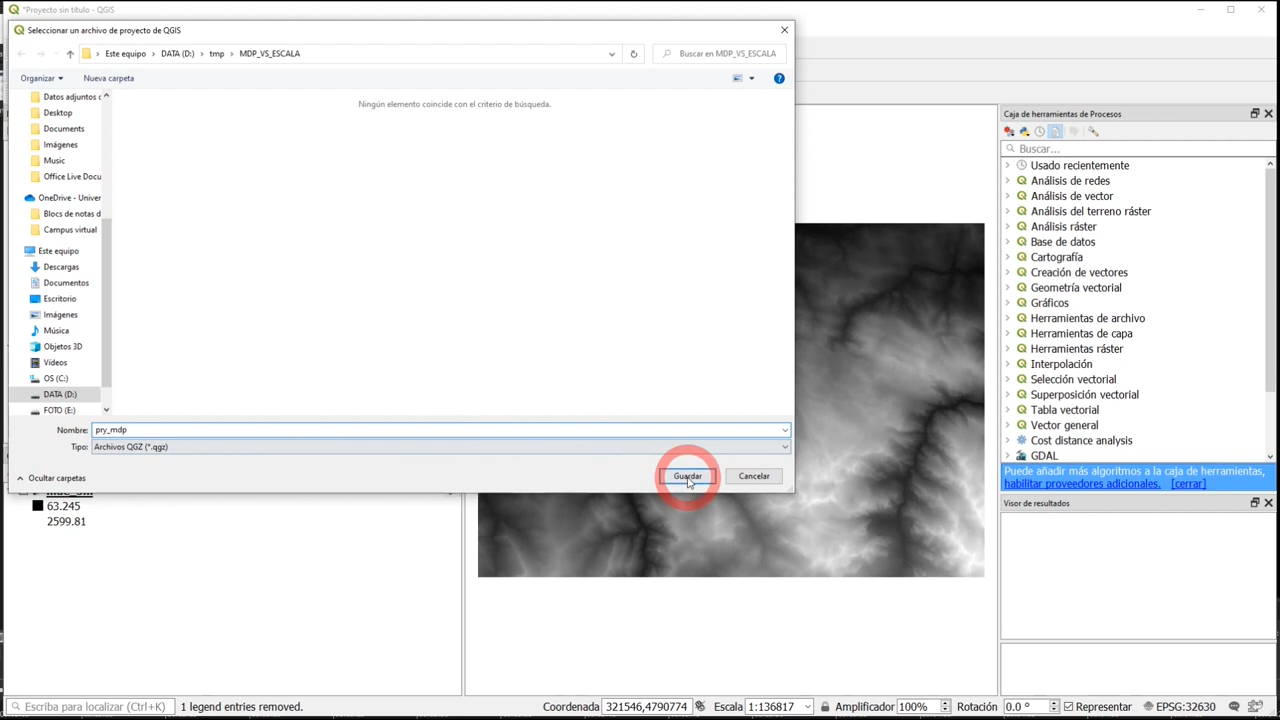 *Proyecto sin título - QGIS
Seleccionar un archivo de proyecto de QGIS
Este equipo > DATA (D:) > tmp > MDP_VS_ESCALA
Buscar en MDP_VS_ESCALA
Organizar
Nueva carpeta
Datos adjuntos c
Desktop
Documents
Imágenes
Music
Office Live Docu
OneDrive - Univer
Blocs de notas d
Campus virtual
Este equipo
Descargas
Documentos
Escritorio
Imágenes
Música
Objetos 3D
Vídeos
OS (C:)
DATA (D:)
FOTO (E:)
Ningún elemento coincide con el criterio de búsqueda.
Nombre: pry_mdp
Tipo: Archivos QGZ (*.qgz)
Ocultar carpetas
Guardar
Cancelar
63.245
2599.81
Caja de herramientas de Procesos
Buscar...
Usado recientemente
Análisis de redes
Análisis de vector
Análisis del terreno ráster
Análisis ráster
Base de datos
Cartografía
Creación de vectores
Geometría vectorial
Gráficos
Herramientas de archivo
Herramientas de capa
Herramientas ráster
Interpolación
Selección vectorial
Superposición vectorial
Tabla vectorial
Vector general
Cost distance analysis
GDAL
Puede añadir más algoritmos a la caja de herramientas,
habilitar proveedores adicionales. [cerrar]
Visor de resultados
Escriba para localizar (Ctrl+K)
1 legend entries removed.
Coordenada 321546,4790774
Escala 1:136817
Amplificador 100%
Rotación 0.0 °
Representar
EPSG:32630